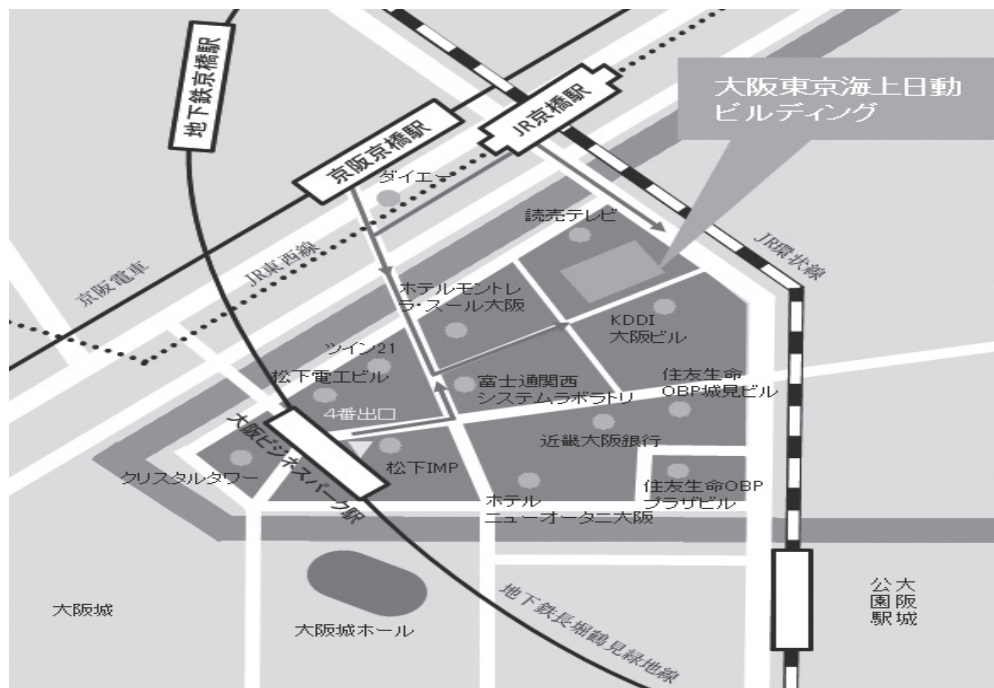 地下鉄京橋駅
京阪京橋駅
JR京橋駅
大阪東京海上日動
ビルディング
ダイエー
読売テレビ
JR環状線
京阪電車
JR東西線
ホテルモントレ
ラ・スール大阪
KDDI
大阪ビル
ツイン21
松下電工ビル
富士通関西
システムラボラトリ
住友生命
OBP城見ビル
4番出口
大阪ビジネスパーク駅
近畿大阪銀行
クリスタルタワー
松下IMP
住友生命OBP
プラザビル
ホテル
ニューオータニ大阪
大阪城
大阪城ホール
地下鉄長堀鶴見緑地線
大阪城
公園駅